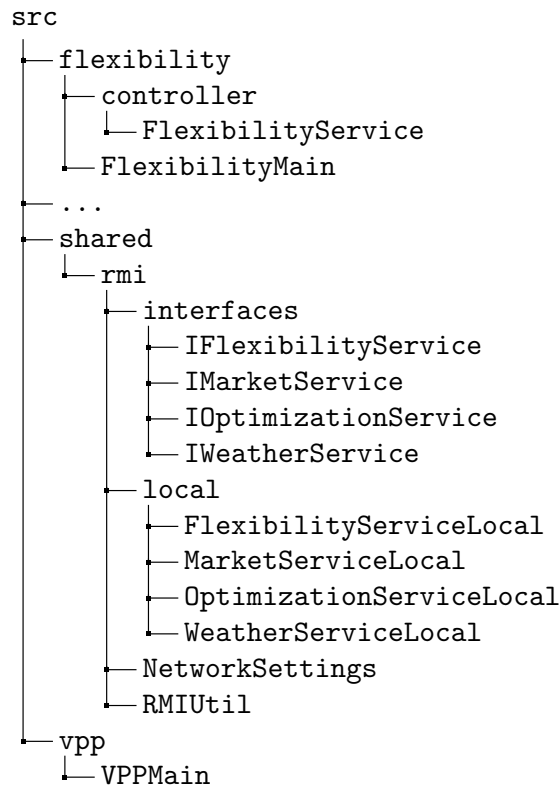 src
flexibility
controller
FlexibilityService
FlexibilityMain
...
shared
rmi
interfaces
IFlexibilityService
IMarketService
IOptimizationService
IWeatherService
local
FlexibilityServiceLocal
MarketServiceLocal
OptimizationServiceLocal
WeatherServiceLocal
NetworkSettings
RMIUtil
vpp
VPPMain